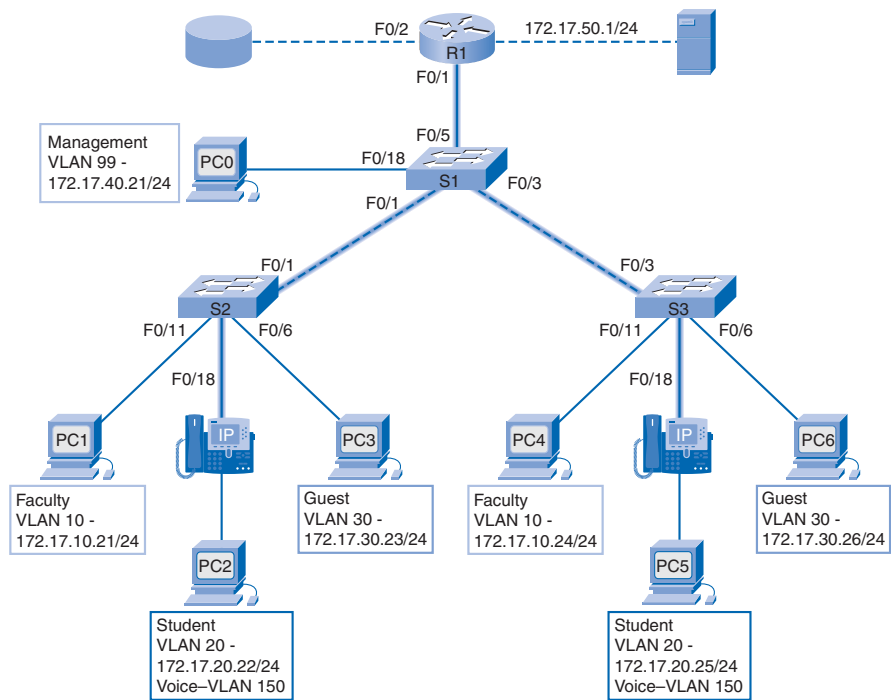 F0/2
172.17.50.1/24
R1
F0/1
Management
VLAN 99 -
172.17.40.21/24
PC0
F0/18
F0/5
S1
F0/1
F0/3
F0/1
F0/3
S2
S3
F0/11
F0/6
F0/11
F0/6
F0/18
F0/18
PC1
IP
PC3
PC4
IP
PC6
Faculty
VLAN 10 -
172.17.10.21/24
Guest
VLAN 30 -
172.17.30.23/24
Faculty
VLAN 10 -
172.17.10.24/24
Guest
VLAN 30 -
172.17.30.26/24
PC2
PC5
Student
VLAN 20 -
172.17.20.22/24
Voice–VLAN 150
Student
VLAN 20 -
172.17.20.25/24
Voice–VLAN 150